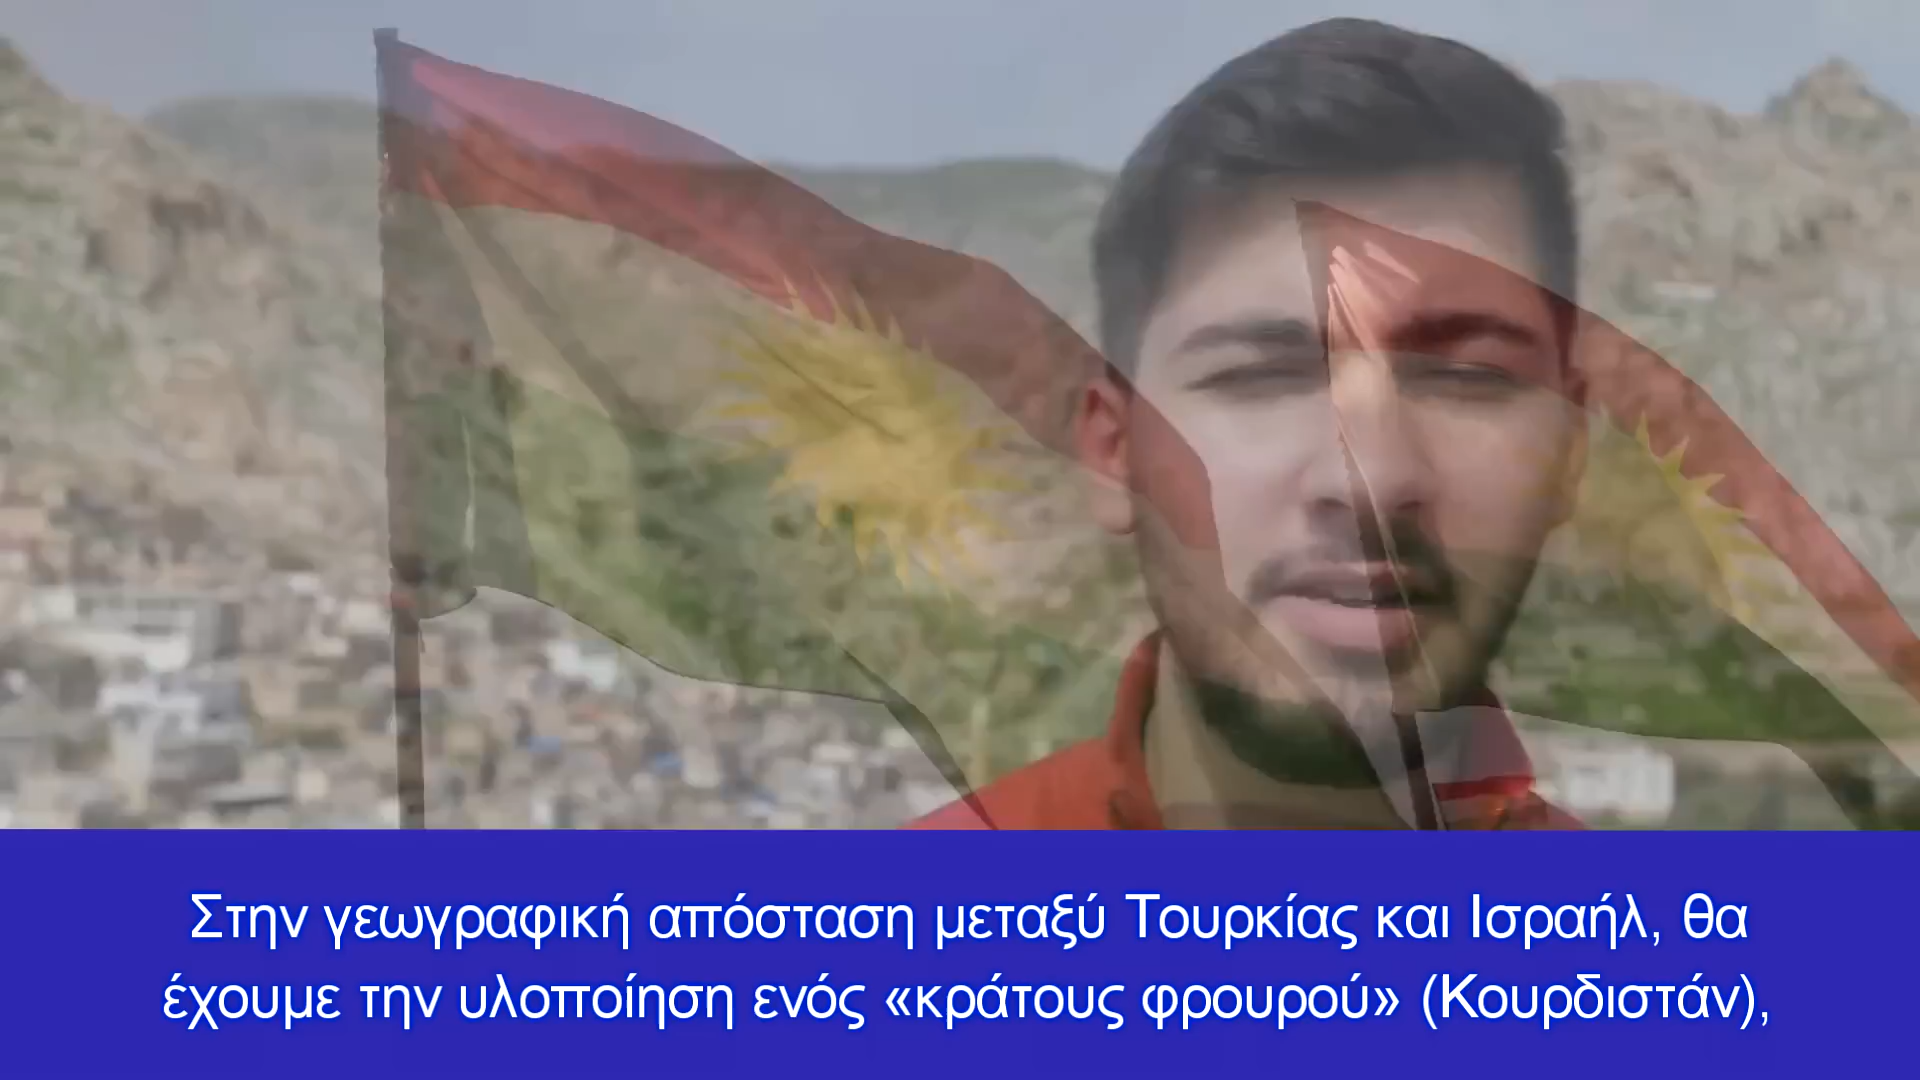 Στην γεωγραφική απόσταση μεταξύ Τουρκίας και Ισραήλ, θα
έχουμε την υλοποίηση ενός «κράτους φρουρού» (Κουρδιστάν),